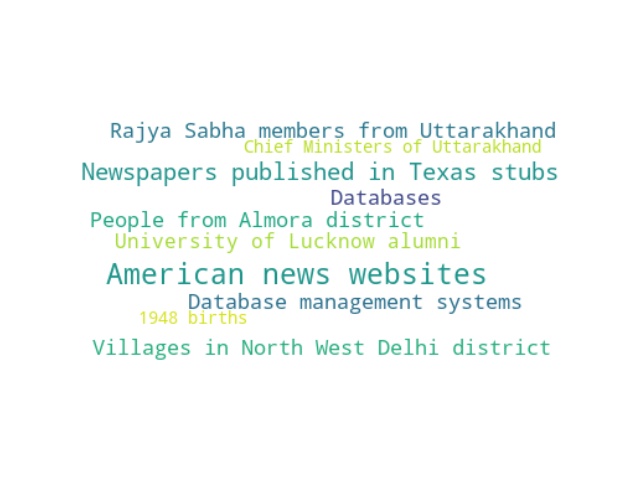 Rajya Sabha members from Uttarakhand
Chief Ministers of Uttarakhand
Newspapers published in Texas stubs
Databases
People from Almora district
University of Lucknow alumni
American news websites
Database management systems
1948 births
Villages in North West Delhi district